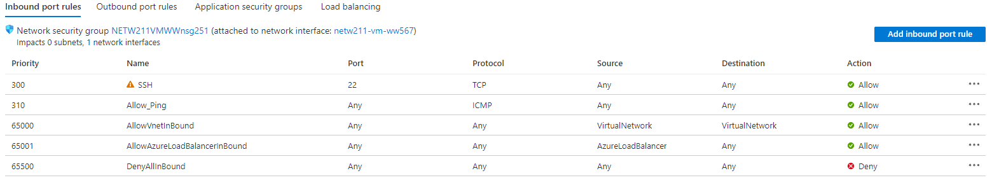 Inbound port rules Outbound port rules Application security groups Load balancing
Network security group NETW211VMWWnsg251 (attached to network interface: netw211-vm-ww567)
Impacts 0 subnets, 1 network interfaces
Add inbound port rule
Priority Name Port Protocol Source Destination Action
300 SSH 22 TCP Any Any Allow ...
310 Allow_Ping Any ICMP Any Any Allow ...
65000 AllowVnetInBound Any Any VirtualNetwork VirtualNetwork Allow ...
65001 AllowAzureLoadBalancerInBound Any Any AzureLoadBalancer Any Allow ...
65500 DenyAllInBound Any Any Any Any Deny ...